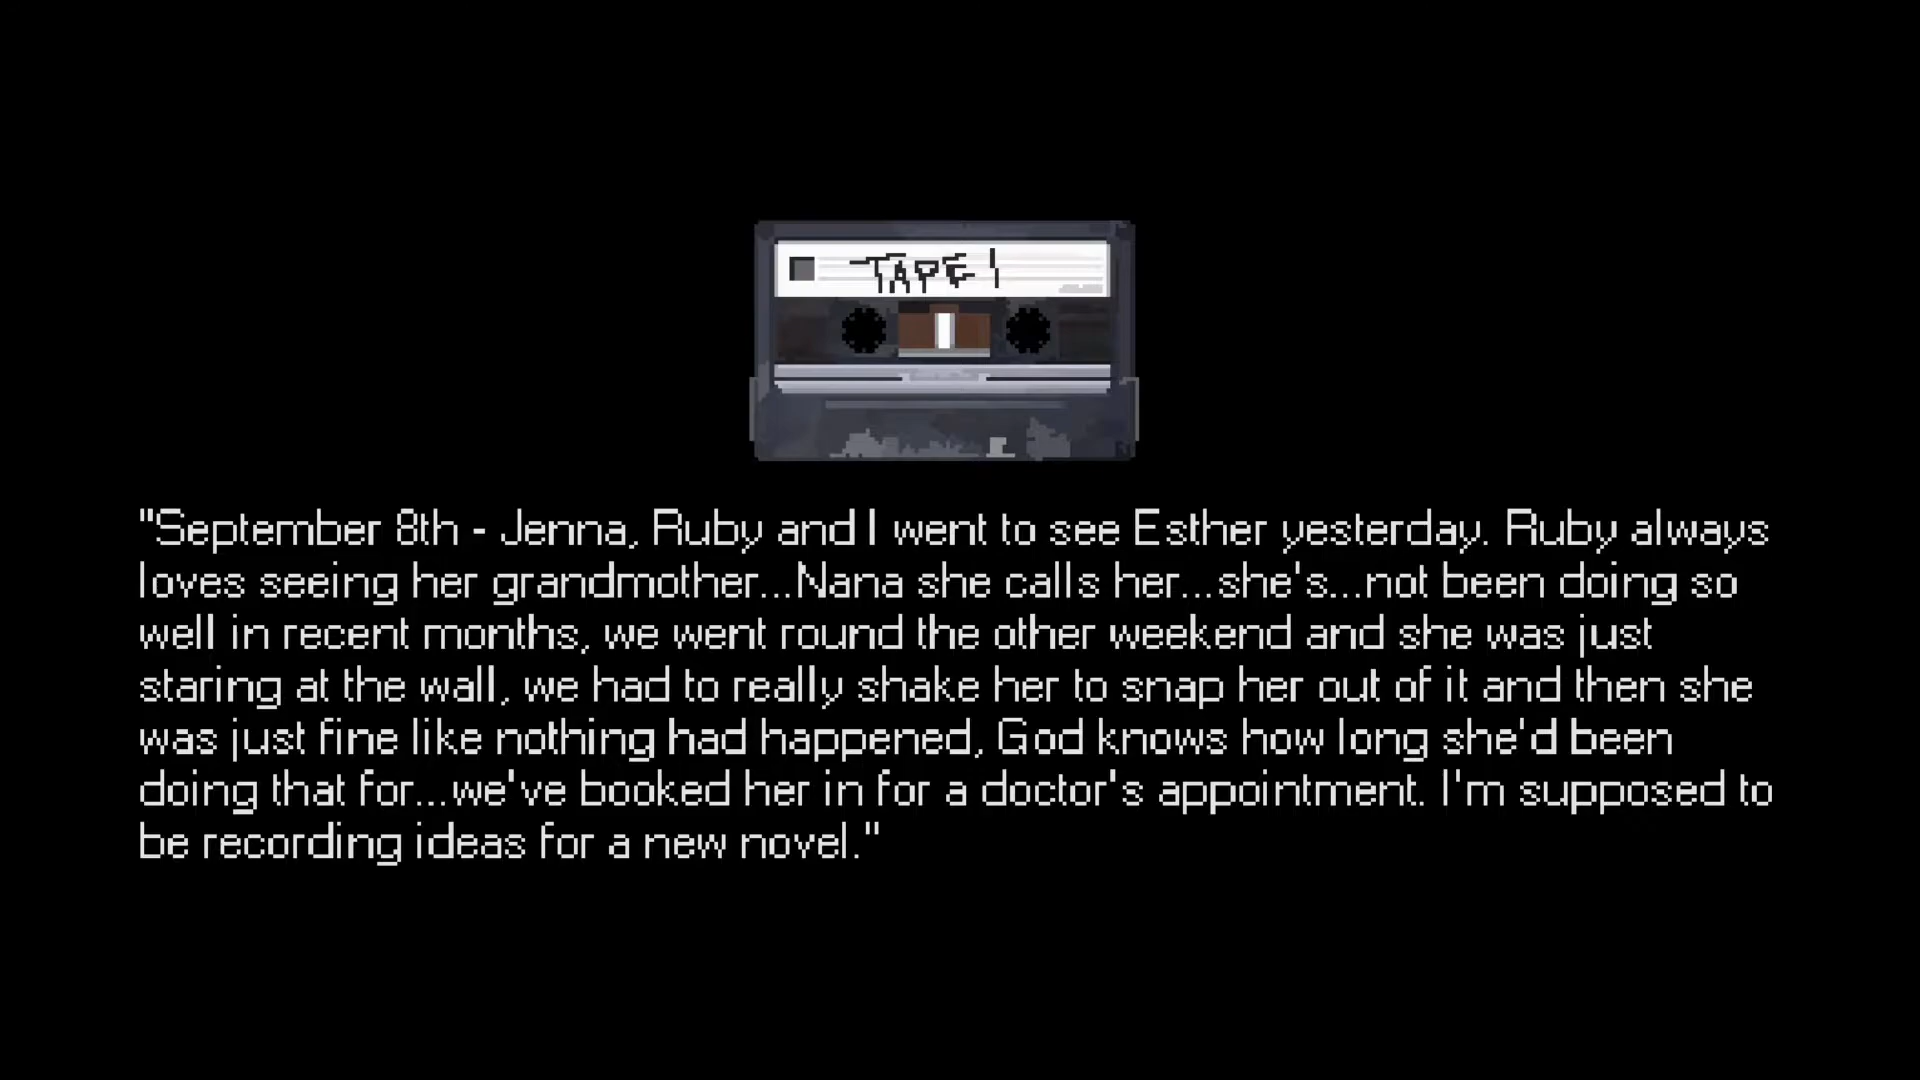 TAPE 1
"September 8th - Jenna, Ruby and I went to see Esther yesterday. Ruby always
loves seeing her grandmother...Nana she calls her...she's...not been doing so
well in recent months, we went round the other weekend and she was just
staring at the wall, we had to really shake her to snap her out of it and then she
was just fine like nothing had happened, God knows how long she'd been
doing that for...we've booked her in for a doctor's appointment. I'm supposed to
be recording ideas for a new novel."